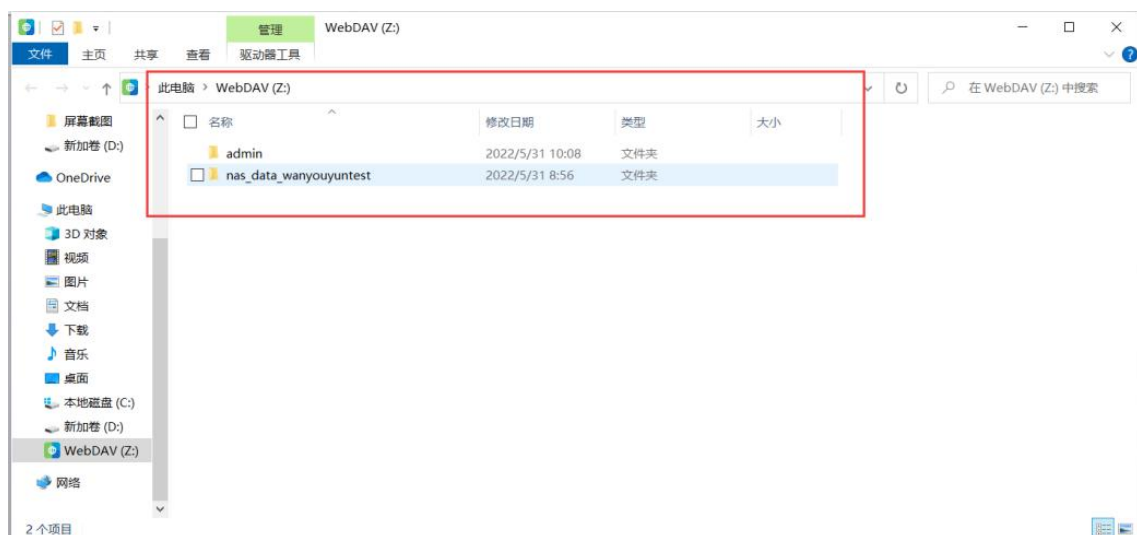 管理 WebDAV (Z:)
文件 主页 共享 查看 驱动器工具
此电脑 > WebDAV (Z:) 在 WebDAV (Z:) 中搜索
名称 修改日期 类型 大小
admin 2022/5/31 10:08 文件夹
nas_data_wanyouyuntest 2022/5/31 8:56 文件夹
屏幕截图
新加卷 (D:)
OneDrive
此电脑
3D 对象
视频
图片
文档
下载
音乐
桌面
本地磁盘 (C:)
新加卷 (D:)
WebDAV (Z:)
网络
2 个项目